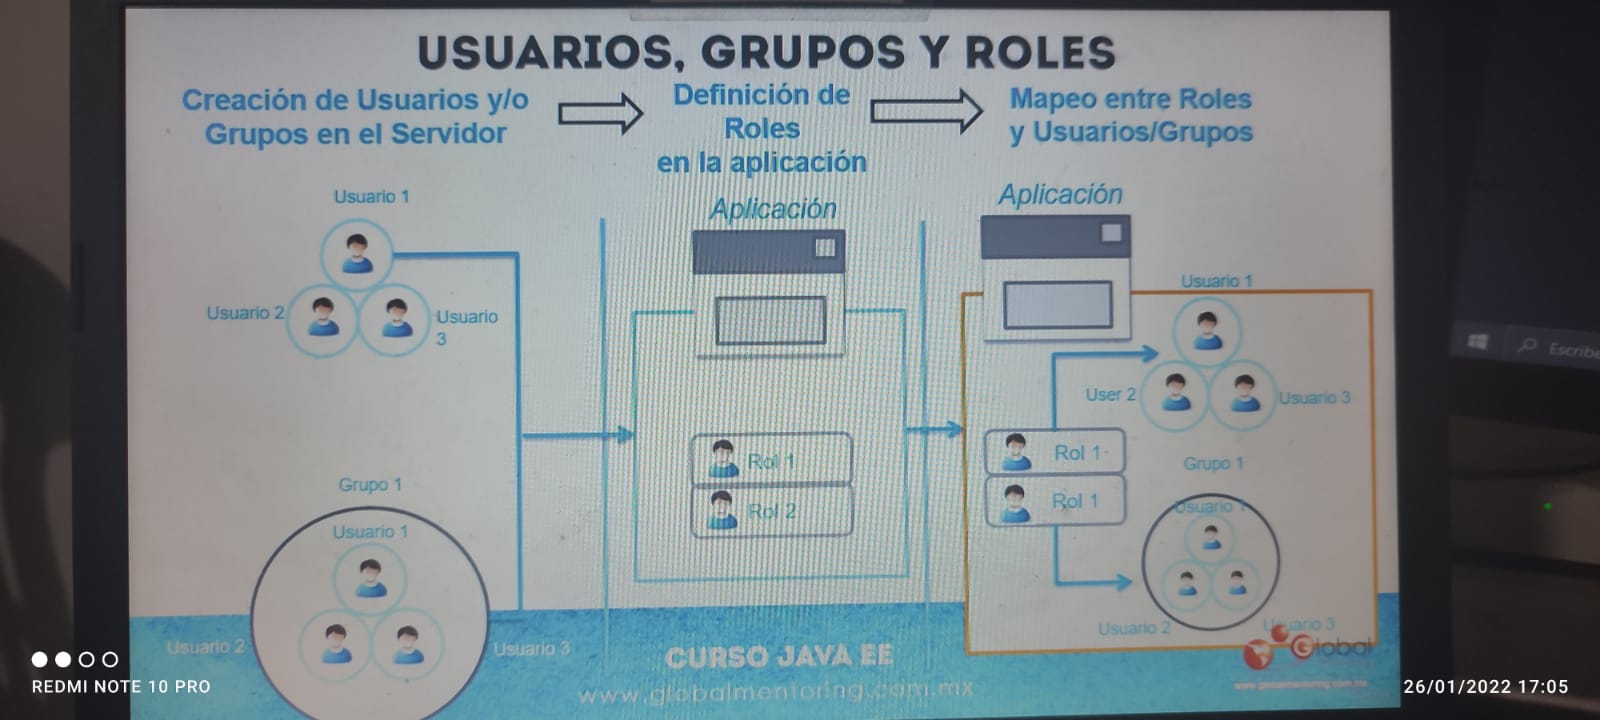 USUARIOS, GRUPOS Y ROLES
Creación de Usuarios y/o
Grupos en el Servidor
Definición de
Roles
en la aplicación
Mapeo entre Roles
y Usuarios/Grupos
Usuario 1
Usuario 2
Usuario
3
Grupo 1
Usuario 1
Usuario 2
Usuario 3
Aplicación
Rol 1
Rol 2
Aplicación
Usuario 1
User 2
Usuario 3
Rol 1
Rol 1
Grupo 1
Usuario 1
Usuario 2
Usuario 3
CURSO JAVA EE
www.globalmentoring.com.mx
Global
www.globalmentoring.com.mx
Escribe
REDMI NOTE 10 PRO
26/01/2022 17:05